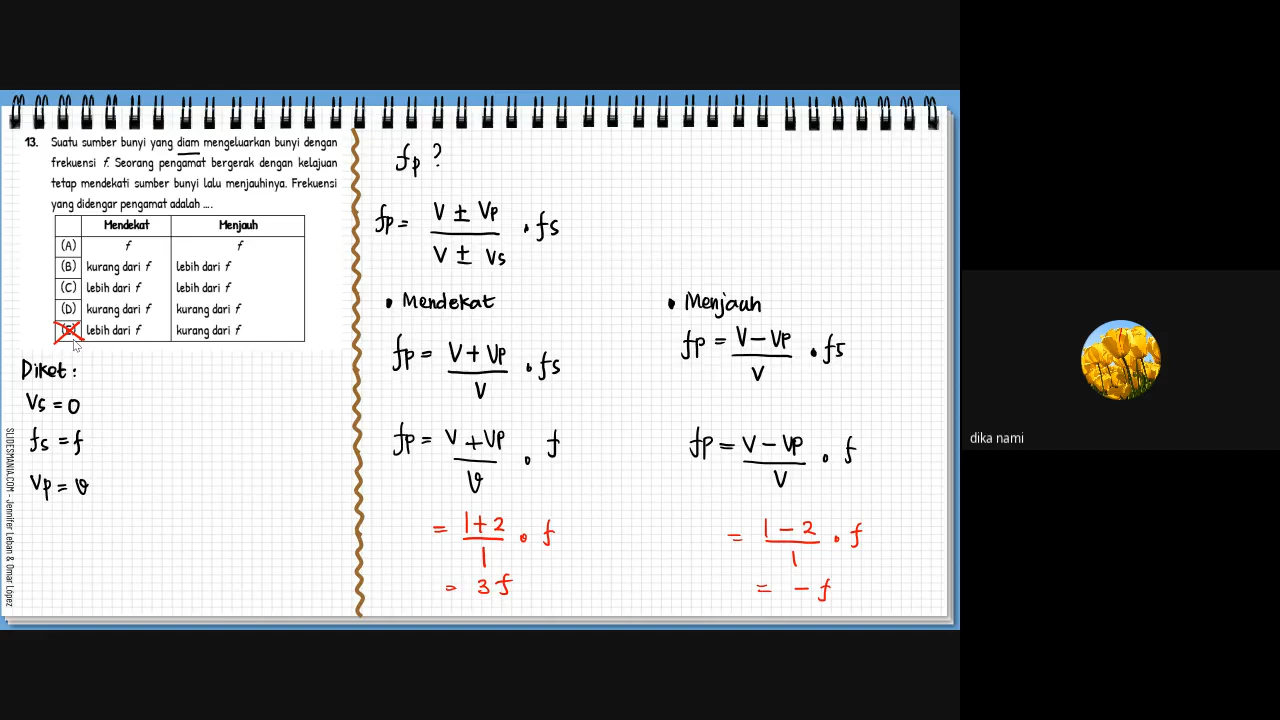 13. Suatu sumber bunyi yang diam mengeluarkan bunyi dengan
frekuensi f. Seorang pengamat bergerak dengan kelajuan
tetap mendekati sumber bunyi lalu menjauhinya. Frekuensi
yang didengar pengamat adalah ....
Mendekat Menjauh
(A) f f
(B) kurang dari f lebih dari f
(C) lebih dari f lebih dari f
(D) kurang dari f kurang dari f
(E) lebih dari f kurang dari f
Diket :
Vs = 0
fs = f
Vp = v
SLIDESMANIA.COM - Jennifer Leban & Omar López
fp ?
fp = V ± Vp / V ± Vs . fs
• Mendekat
fp = V + Vp / V . fs
fp = V + Vp / v . f
= 1+2 / 1 . f
= 3f
• Menjauh
fp = V - Vp / V . fs
fp = V - Vp / V . f
= 1 - 2 / 1 . f
= - f
dika nami